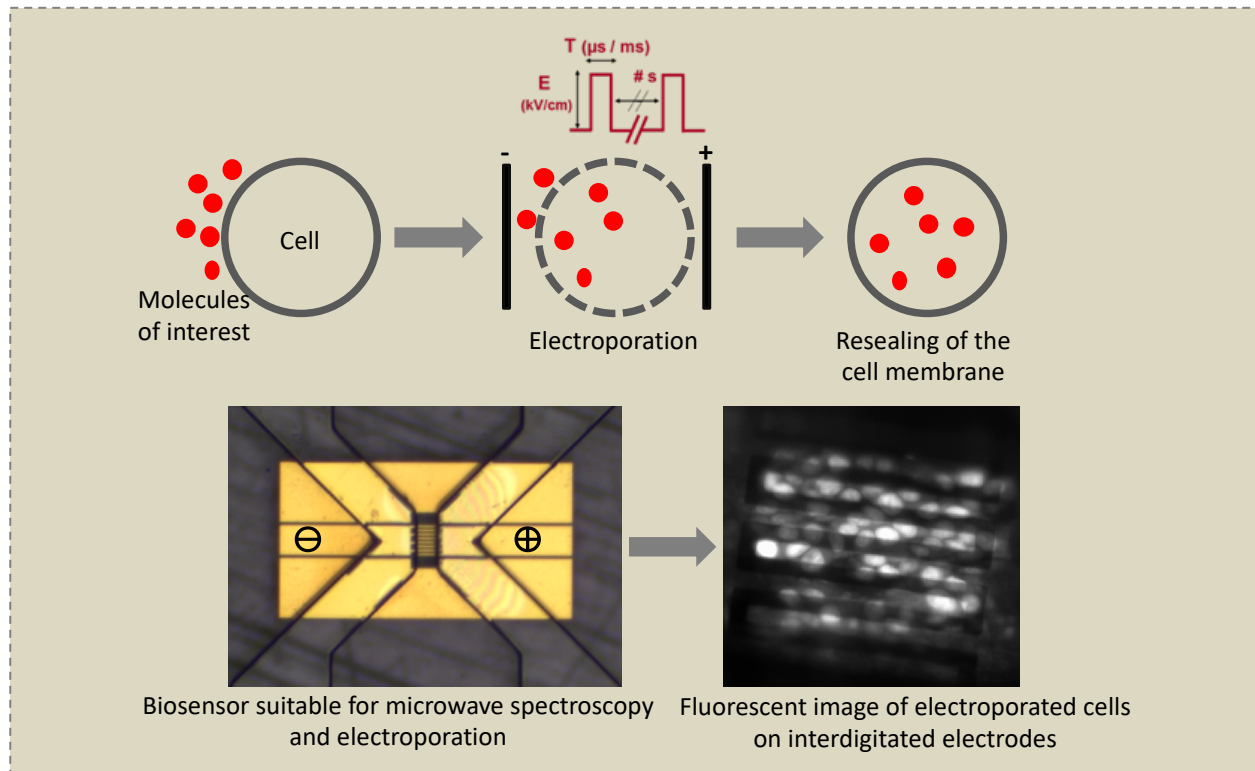 T (µs / ms)
# s
E
(kV/cm)
- +
Cell
Molecules
of interest
Electroporation
Resealing of the
cell membrane
⊖ ⊕
Biosensor suitable for microwave spectroscopy
and electroporation
Fluorescent image of electroporated cells
on interdigitated electrodes